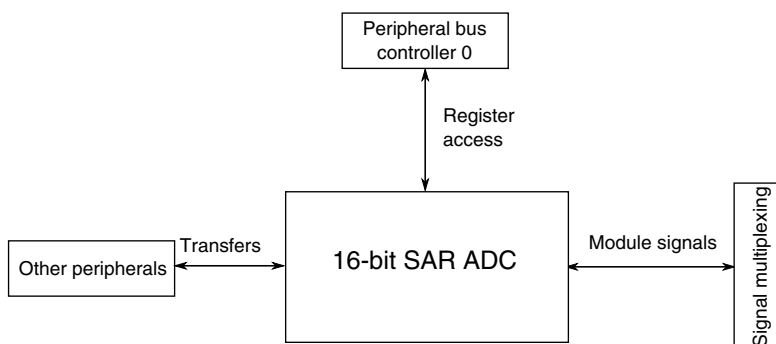 Peripheral bus
controller 0
Register
access
Transfers
Other peripherals
16-bit SAR ADC
Module signals
Signal multiplexing